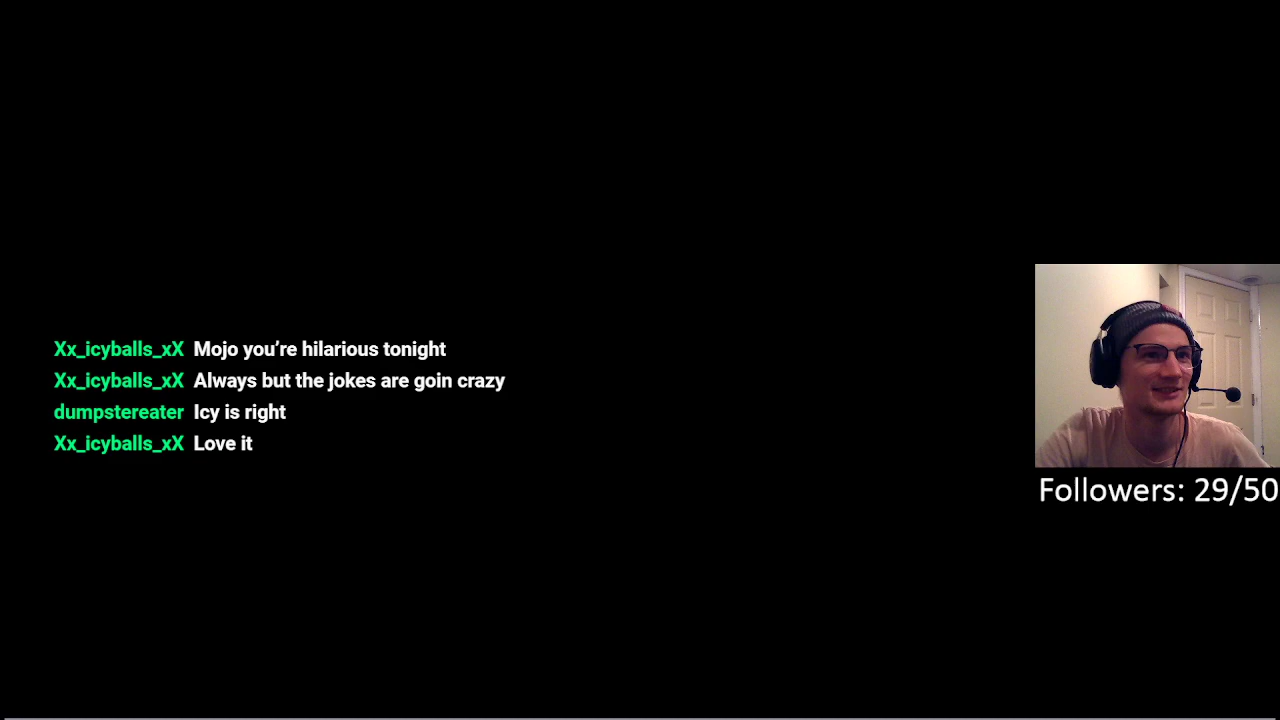 Xx_icyballs_xX Mojo you’re hilarious tonight
Xx_icyballs_xX Always but the jokes are goin crazy
dumpstereater Icy is right
Xx_icyballs_xX Love it
Followers: 29/50